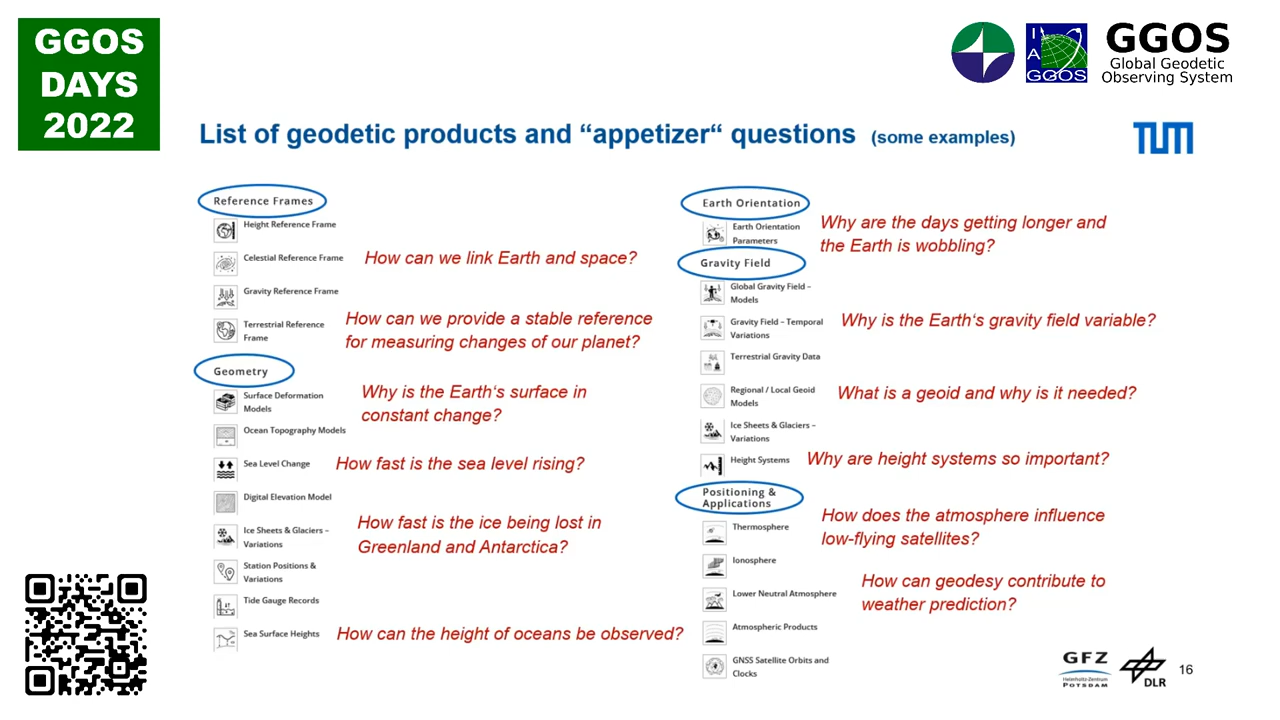 GGOS
DAYS
2022
I
A
G
GGOS
GGOS
Global Geodetic
Observing System
List of geodetic products and “appetizer“ questions (some examples)
TUM
Reference Frames
Height Reference Frame
Celestial Reference Frame
How can we link Earth and space?
Gravity Reference Frame
Terrestrial Reference
Frame
How can we provide a stable reference
for measuring changes of our planet?
Geometry
Surface Deformation
Models
Why is the Earth‘s surface in
constant change?
Ocean Topography Models
Sea Level Change
How fast is the sea level rising?
Digital Elevation Model
Ice Sheets & Glaciers –
Variations
How fast is the ice being lost in
Greenland and Antarctica?
Station Positions &
Variations
Tide Gauge Records
Sea Surface Heights
How can the height of oceans be observed?
Earth Orientation
Earth Orientation
Parameters
Why are the days getting longer and
the Earth is wobbling?
Gravity Field
Global Gravity Field –
Models
Gravity Field – Temporal
Variations
Why is the Earth‘s gravity field variable?
Terrestrial Gravity Data
Regional / Local Geoid
Models
What is a geoid and why is it needed?
Ice Sheets & Glaciers –
Variations
Height Systems
Why are height systems so important?
Positioning &
Applications
Thermosphere
How does the atmosphere influence
low-flying satellites?
Ionosphere
Lower Neutral Atmosphere
How can geodesy contribute to
weather prediction?
Atmospheric Products
GNSS Satellite Orbits and
Clocks
GFZ
Helmholtz-Zentrum
POTSDAM
DLR
16